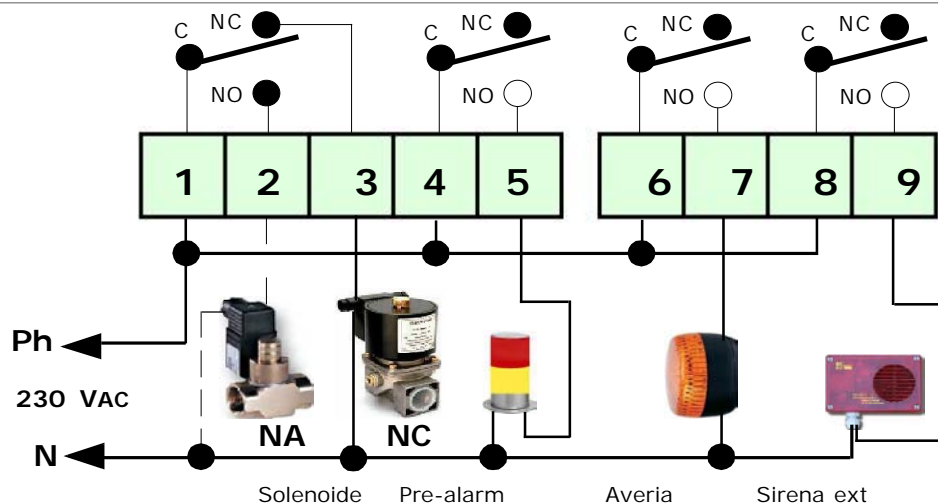 C NC C NC C NC C NC
NO NO NO NO
1 2 3 4 5 6 7 8 9
Ph
230 VAC
NA NC
N
Solenoide Pre-alarm Averia Sirena ext